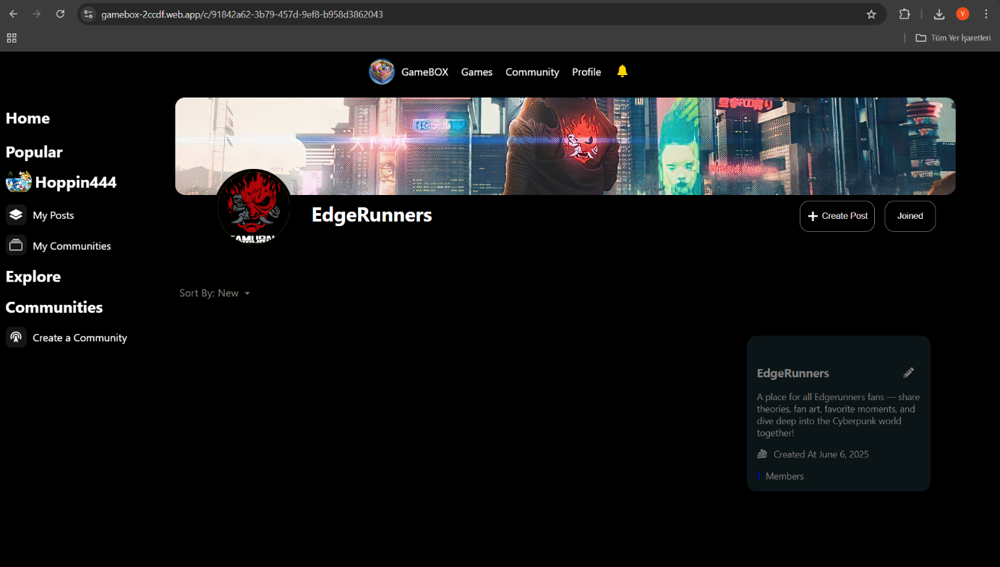 gamebox-2ccdf.web.app/c/91842a62-3b79-457d-9ef8-b958d3862043
Y
Tüm Yer İşaretleri
GameBOX Games Community Profile
Home
Popular
Hoppin444
My Posts
My Communities
Explore
Communities
Create a Community
EdgeRunners
Create Post
Joined
Sort By: New
EdgeRunners
A place for all Edgerunners fans — share
theories, fan art, favorite moments, and
dive deep into the Cyberpunk world
together!
Created At June 6, 2025
1 Members